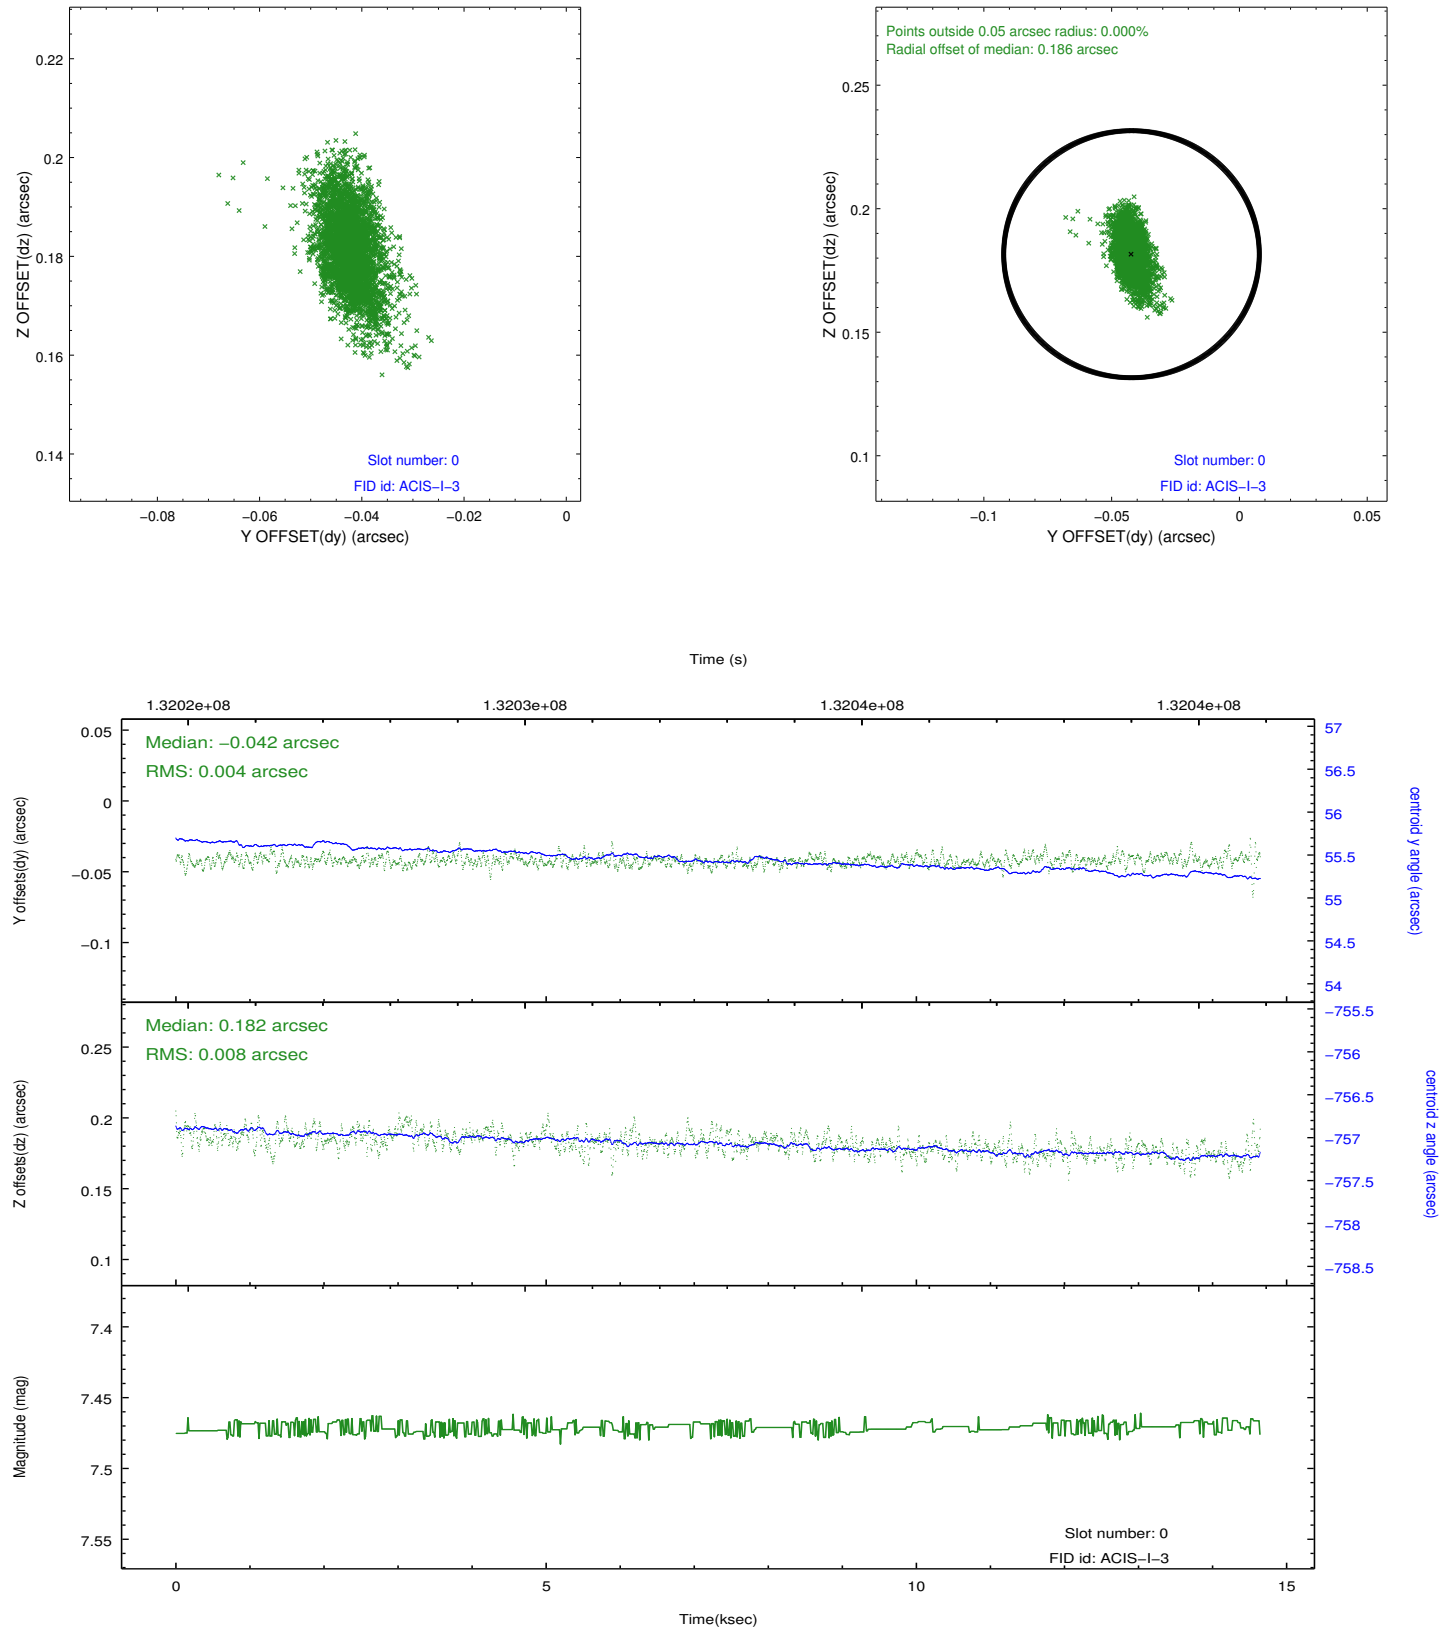 0.22
0.2
0.18
0.16
0.14
Z OFFSET(dz) (arcsec)
Slot number: 0
FID id: ACIS−I−3
−0.08
−0.06
−0.04
−0.02
0
Y OFFSET(dy) (arcsec)
Points outside 0.05 arcsec radius: 0.000%
Radial offset of median: 0.186 arcsec
0.25
0.2
0.15
0.1
Z OFFSET(dz) (arcsec)
Slot number: 0
FID id: ACIS−I−3
−0.1
−0.05
0
0.05
Y OFFSET(dy) (arcsec)
Time (s)
1.3202e+08
1.3203e+08
1.3204e+08
1.3204e+08
Median: −0.042 arcsec
RMS: 0.004 arcsec
0.05
0
−0.05
−0.1
Y offsets(dy) (arcsec)
57
56.5
56
55.5
55
54.5
54
centroid y angle (arcsec)
Median: 0.182 arcsec
RMS: 0.008 arcsec
0.25
0.2
0.15
0.1
Z offsets(dz) (arcsec)
−755.5
−756
−756.5
−757
−757.5
−758
−758.5
centroid z angle (arcsec)
7.4
7.45
7.5
7.55
Magnitude (mag)
Slot number: 0
FID id: ACIS−I−3
0
5
10
15
Time(ksec)